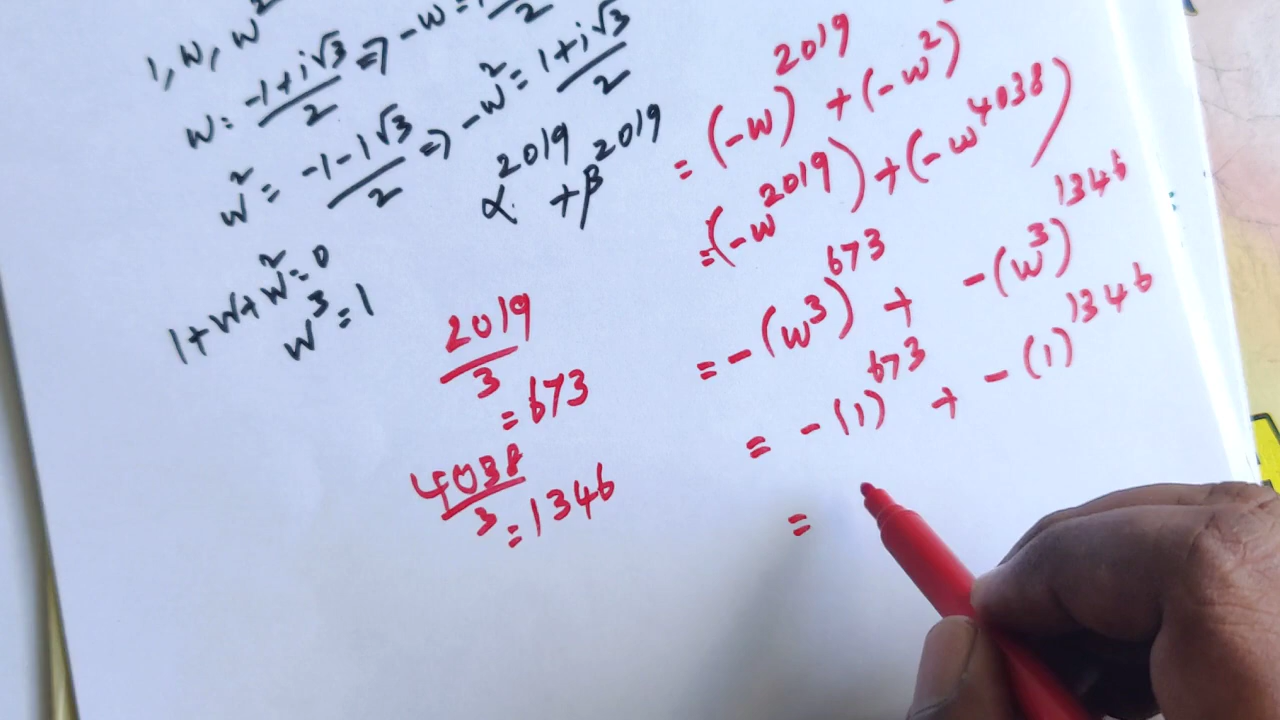 1, w, w²
w = (-1+i√3)/2 => -w =
w² = (-1-1√3)/2 => -w² = (1+i√3)/2
α^2019 + β^2019
1+w+w²=0
w³=1
2019/3
= 673
4038/3 = 1346
= (-w)^2019 + (-w²)
= (-w^2019) + (-w^4038)
= -(w³)^673 + -(w³)^1346
= -(1)^673 + -(1)^1346
=